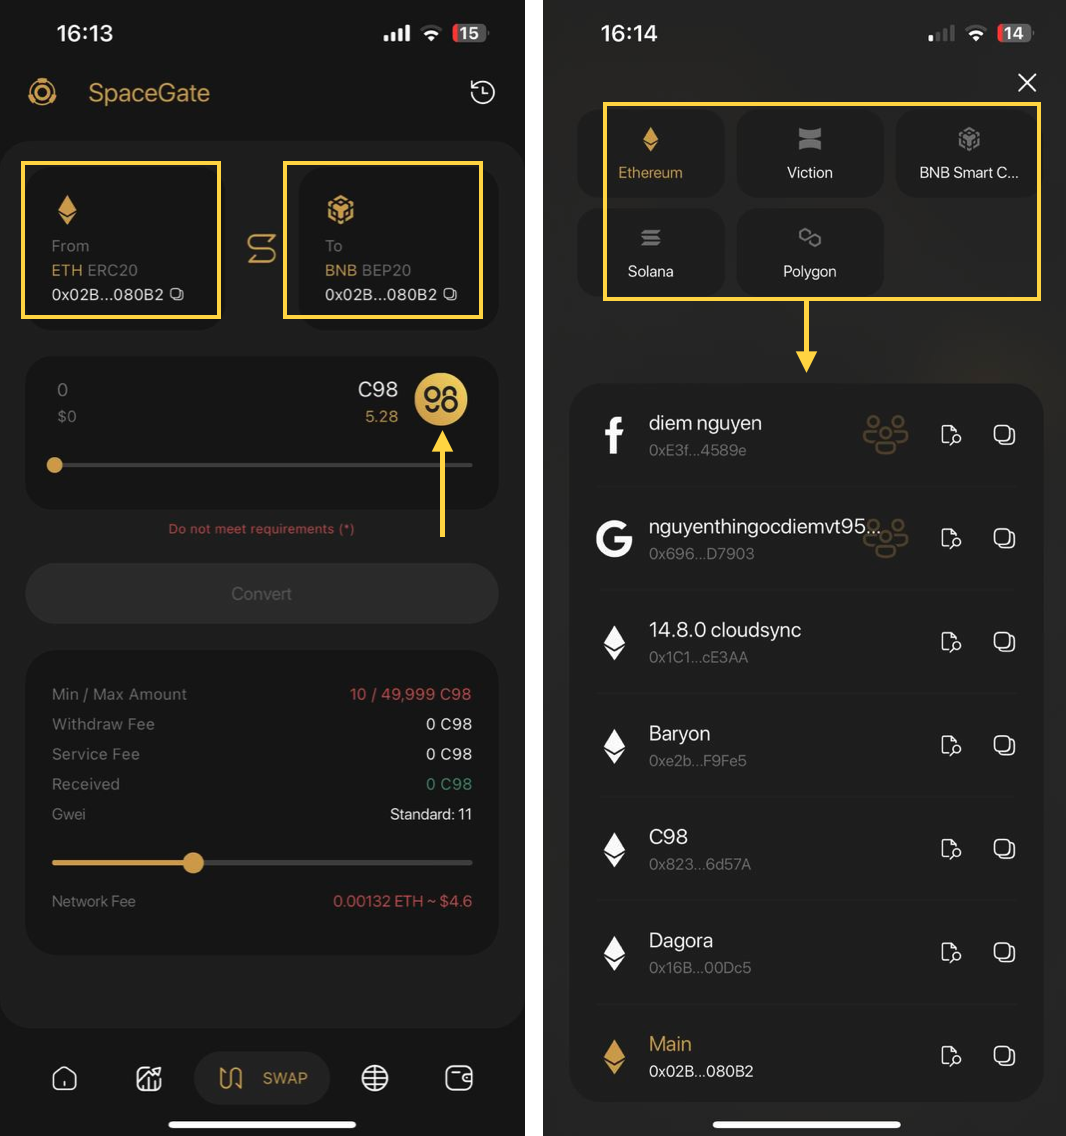 16:13
15
SpaceGate
From
ETH ERC20
0x02B...080B2
To
BNB BEP20
0x02B...080B2
0
$0
C98
5.28
98
Do not meet requirements (*)
Convert
Min / Max Amount
10 / 49,999 C98
Withdraw Fee
0 C98
Service Fee
0 C98
Received
0 C98
Gwei
Standard: 11
Network Fee
0.00132 ETH ~ $4.6
SWAP
16:14
14
Ethereum
Viction
BNB Smart C...
Solana
Polygon
diem nguyen
0xE3f...4589e
nguyenthingocdiemvt95...
0x696...D7903
14.8.0 cloudsync
0x1C1...cE3AA
Baryon
0xe2b...F9Fe5
C98
0x823...6d57A
Dagora
0x16B...00Dc5
Main
0x02B...080B2